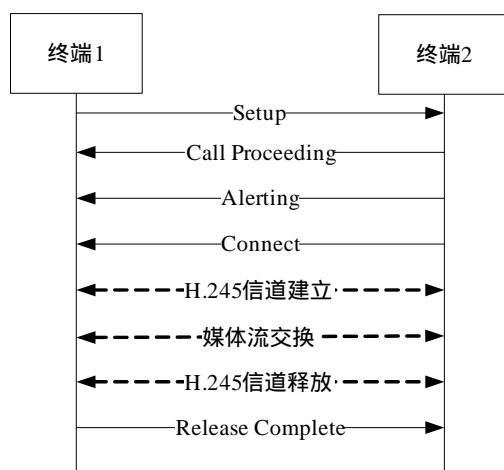 终端1
终端2
Setup
Call Proceeding
Alerting
Connect
H.245信道建立
媒体流交换
H.245信道释放
Release Complete